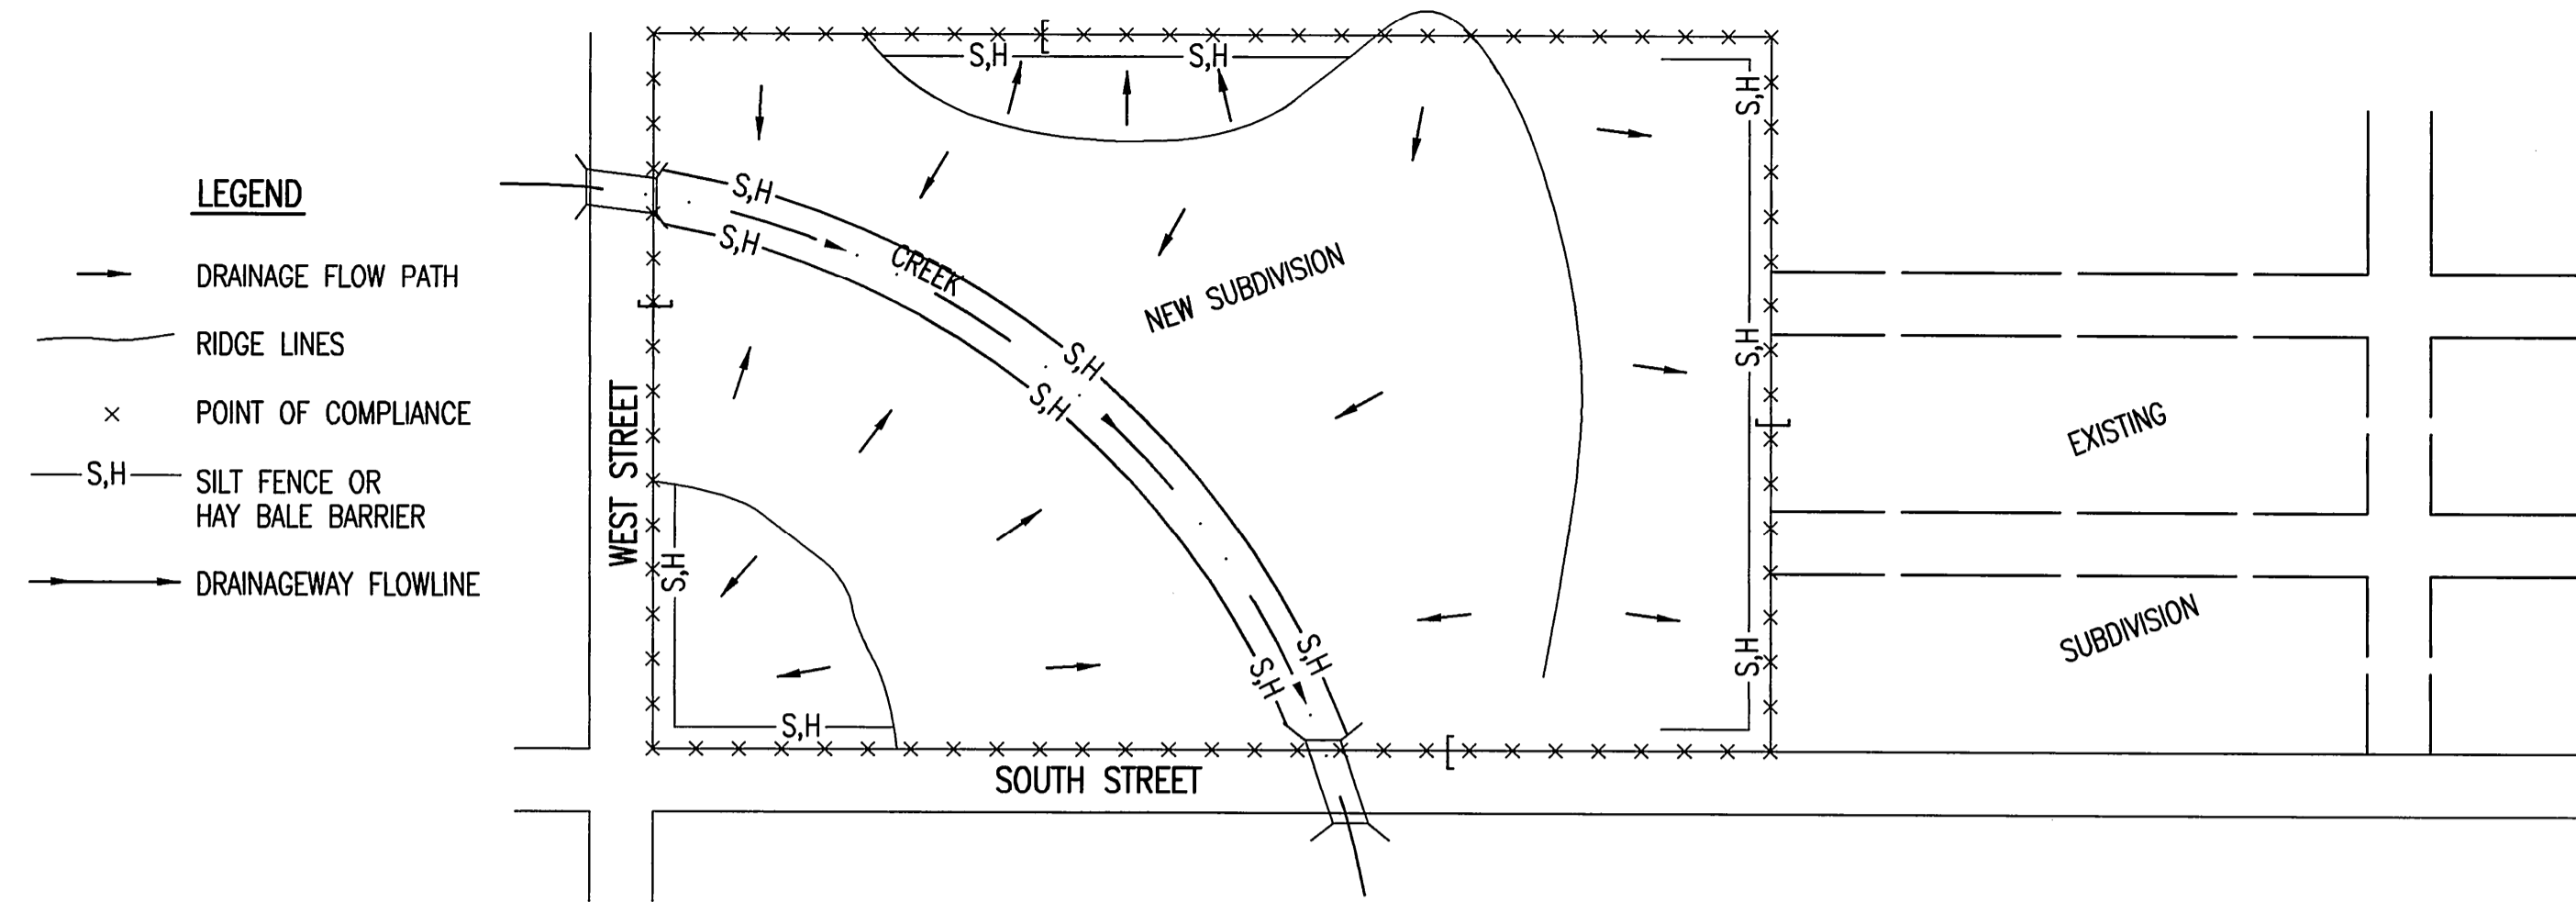 LEGEND
DRAINAGE FLOW PATH
RIDGE LINES
× POINT OF COMPLIANCE
S,H SILT FENCE OR
HAY BALE BARRIER
DRAINAGEWAY FLOWLINE
S,H
S,H
S,H
S,H
S,H
CREEK
NEW SUBDIVISION
S,H
S,H
S,H
WEST STREET
S,H
EXISTING
SUBDIVISION
S,H
S,H
S,H
S,H
SOUTH STREET